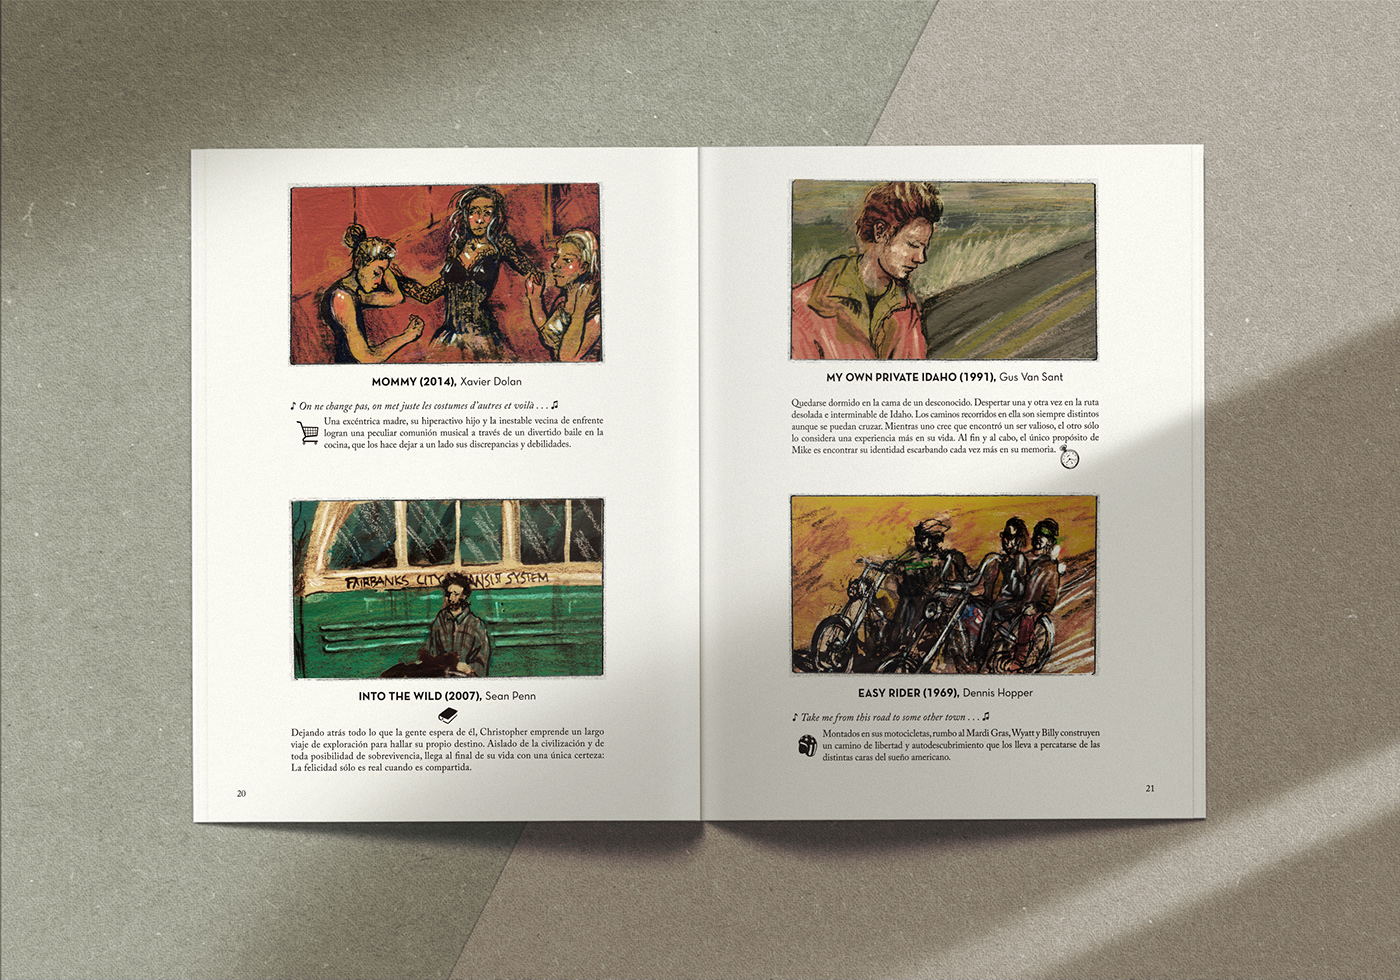 MOMMY (2014), Xavier Dolan
♪ On ne change pas, on met juste les costumes d'autres et voilà . . . ♫
Una excéntrica madre, su hiperactivo hijo y la inestable vecina de enfrente
logran una peculiar comunión musical a través de un divertido baile en la
cocina, que los hace dejar a un lado sus discrepancias y debilidades.
FAIRBANKS CITY TRANSIT SYSTEM
INTO THE WILD (2007), Sean Penn
Dejando atrás todo lo que la gente espera de él, Christopher emprende un largo
viaje de exploración para hallar su propio destino. Aislado de la civilización y de
toda posibilidad de sobrevivencia, llega al final de su vida con una única certeza:
La felicidad sólo es real cuando es compartida.
20
MY OWN PRIVATE IDAHO (1991), Gus Van Sant
Quedarse dormido en la cama de un desconocido. Despertar una y otra vez en la ruta
desolada e interminable de Idaho. Los caminos recorridos en ella son siempre distintos
aunque se puedan cruzar. Mientras uno cree que encontró un ser valioso, el otro sólo
lo considera una experiencia más en su vida. Al fin y al cabo, el único propósito de
Mike es encontrar su identidad escarbando cada vez más en su memoria.
EASY RIDER (1969), Dennis Hopper
♪ Take me from this road to some other town . . . ♫
Montados en sus motocicletas, rumbo al Mardi Gras, Wyatt y Billy construyen
un camino de libertad y autodescubrimiento que los lleva a percatarse de las
distintas caras del sueño americano.
21